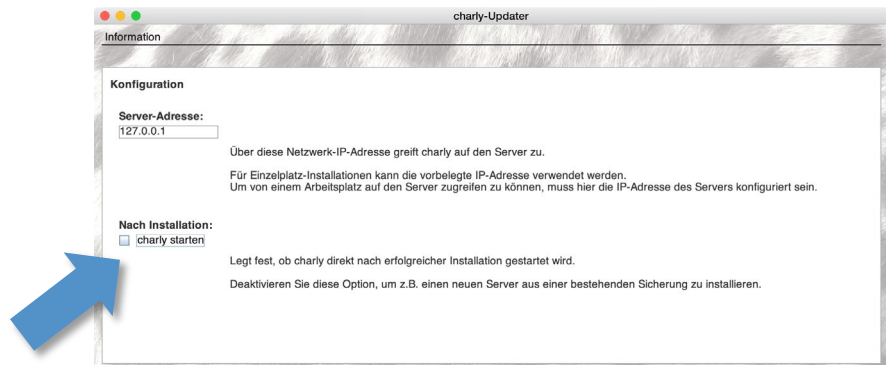 charly-Updater
Information
Konfiguration
Server-Adresse:
127.0.0.1
Über diese Netzwerk-IP-Adresse greift charly auf den Server zu.
Für Einzelplatz-Installationen kann die vorbelegte IP-Adresse verwendet werden.
Um von einem Arbeitsplatz auf den Server zugreifen zu können, muss hier die IP-Adresse des Servers konfiguriert sein.
Nach Installation:
charly starten
Legt fest, ob charly direkt nach erfolgreicher Installation gestartet wird.
Deaktivieren Sie diese Option, um z.B. einen neuen Server aus einer bestehenden Sicherung zu installieren.